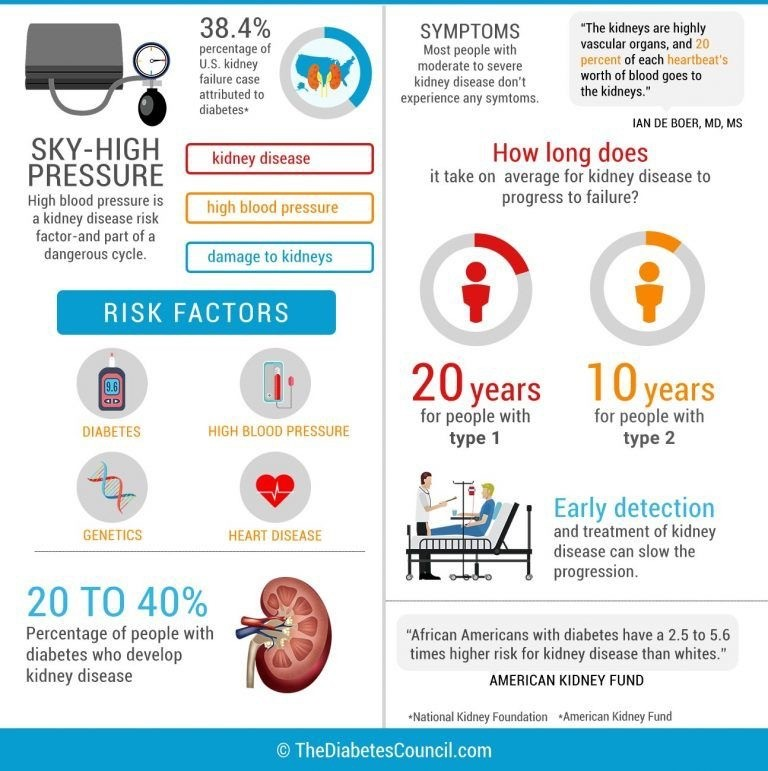 38.4%
percentage of
U.S. kidney
failure case
attributed to
diabetes*
SKY-HIGH
PRESSURE
High blood pressure is
a kidney disease risk
factor-and part of a
dangerous cycle.
kidney disease
high blood pressure
damage to kidneys
RISK FACTORS
9.6
DIABETES
HIGH BLOOD PRESSURE
GENETICS
HEART DISEASE
20 TO 40%
Percentage of people with
diabetes who develop
kidney disease
SYMPTOMS
Most people with
moderate to severe
kidney disease don't
experience any symtoms.
"The kidneys are highly
vascular organs, and 20
percent of each heartbeat's
worth of blood goes to
the kidneys."
IAN DE BOER, MD, MS
How long does
it take on average for kidney disease to
progress to failure?
20 years
for people with
type 1
10 years
for people with
type 2
Early detection
and treatment of kidney
disease can slow the
progression.
"African Americans with diabetes have a 2.5 to 5.6
times higher risk for kidney disease than whites."
AMERICAN KIDNEY FUND
*National Kidney Foundation *American Kidney Fund
© TheDiabetesCouncil.com